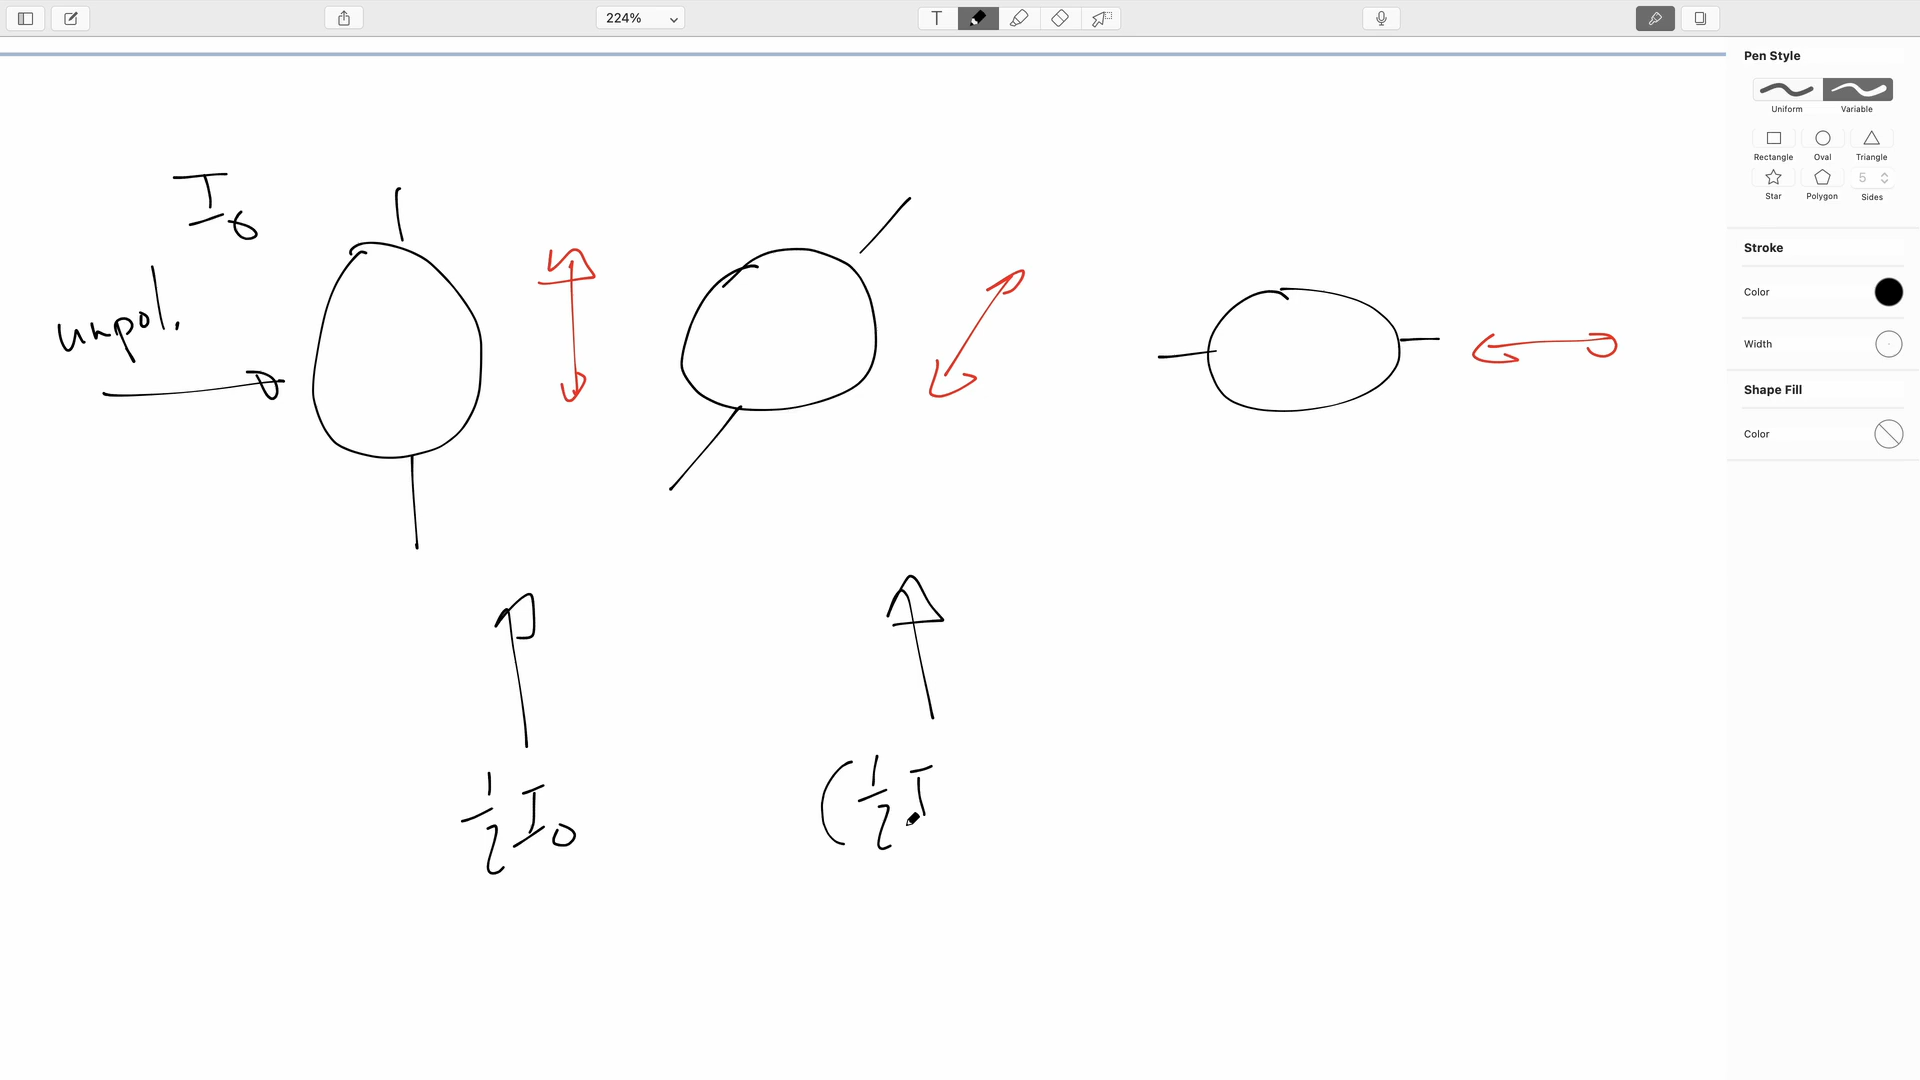 224%
T
Pen Style
Uniform
Variable
Rectangle
Oval
Triangle
5
Star
Polygon
Sides
Stroke
Color
Width
Shape Fill
Color
I₀
unpol.
1/2 I₀
(1/2 I